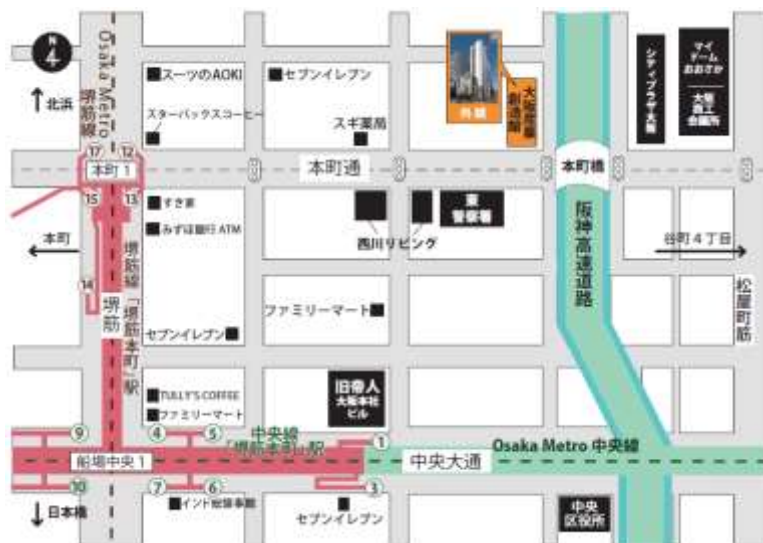 N
4
Osaka Metro
堺筋線
北浜
スーツのAOKI
セブンイレブン
スターバックスコーヒー
スギ薬局
外観
大阪産業
創造館
シティプラザ大阪
マイ
ドーム
おおさか
大阪
商工
会議所
17
12
本町1
本町通
本町橋
15
13
すき家
みずほ銀行 ATM
西川リビング
東
警察署
本町
谷町4丁目
14
堺筋
堺筋線「堺筋本町」駅
阪神高速道路
松屋町筋
ファミリーマート
セブンイレブン
TULLY'S COFFEE
ファミリーマート
旧帝人
大阪本社
ビル
9
4
5
中央線
「堺筋本町」駅
1
Osaka Metro 中央線
船場中央1
中央大通
10
7
6
3
日本橋
インド総領事館
セブンイレブン
中央
区役所